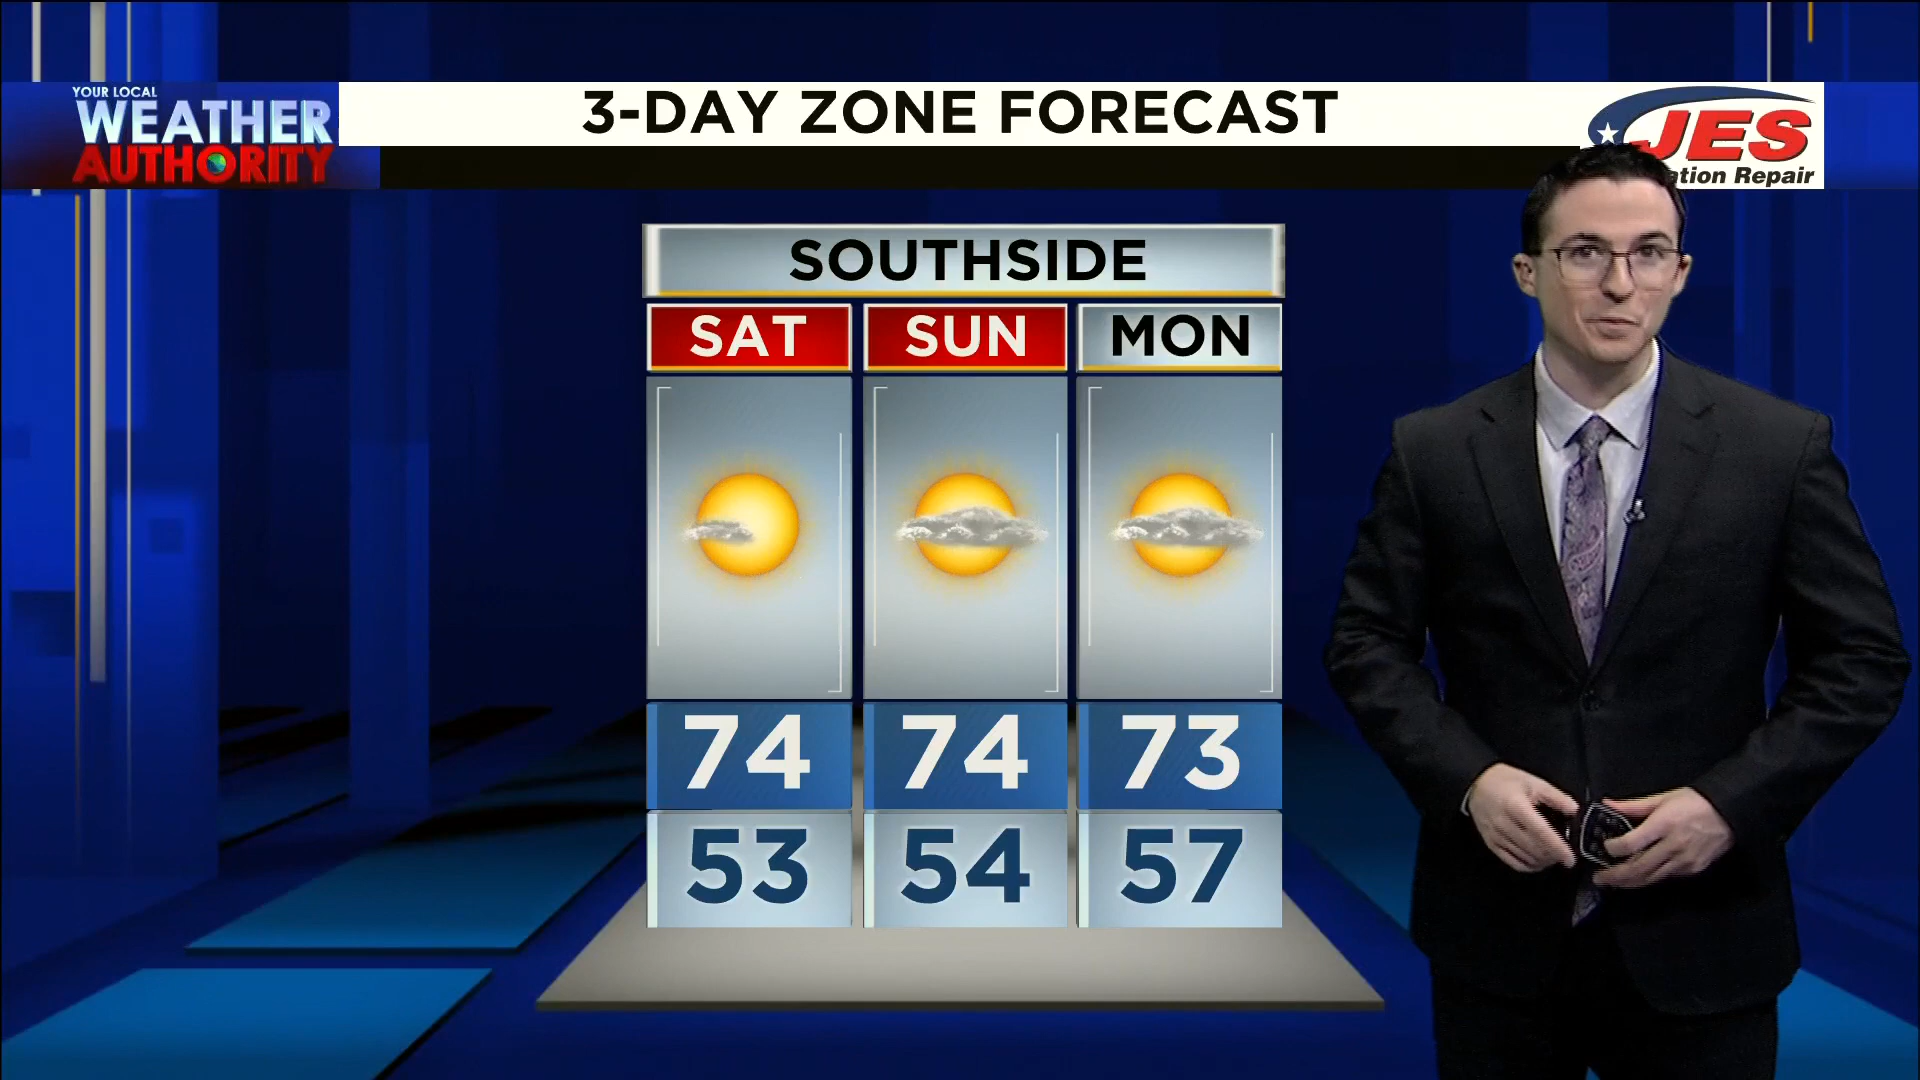 YOUR LOCAL
WEATHER
AUTHORITY
3-DAY ZONE FORECAST
JES
Repair
SOUTHSIDE
SAT SUN MON
74 74 73
53 54 57